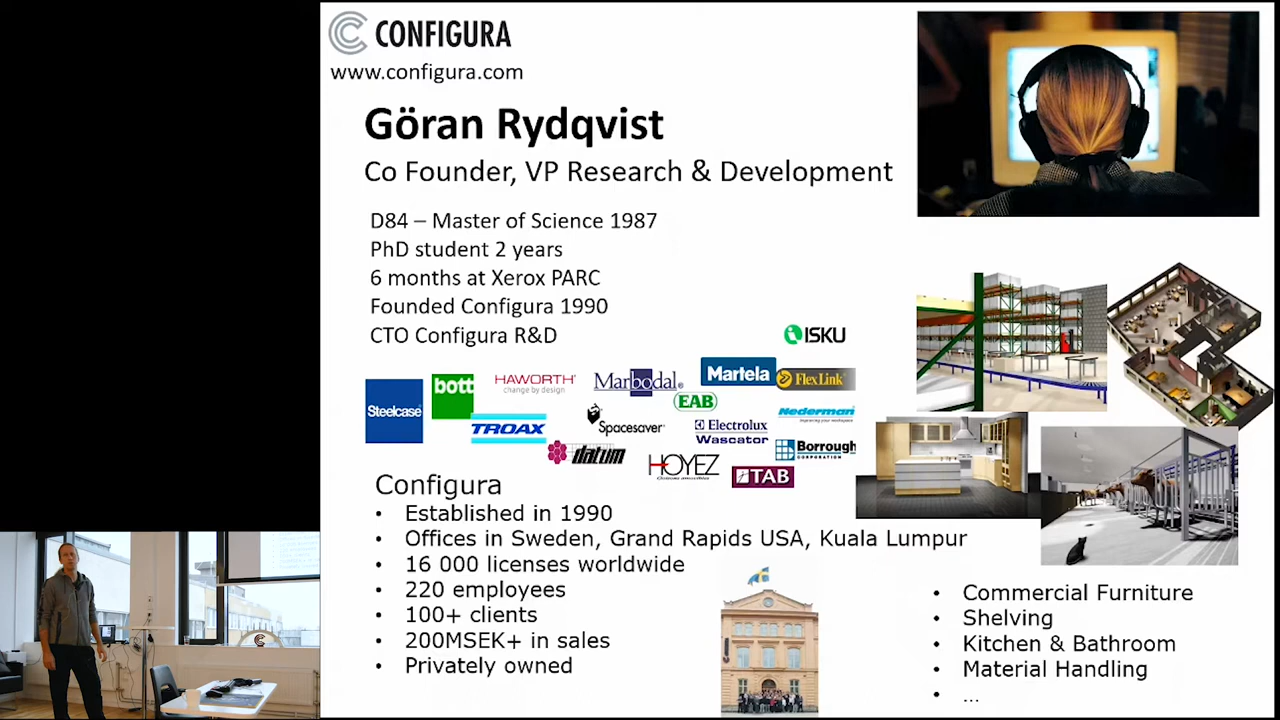 CONFIGURA
www.configura.com
Göran Rydqvist
Co Founder, VP Research & Development
D84 – Master of Science 1987
PhD student 2 years
6 months at Xerox PARC
Founded Configura 1990
CTO Configura R&D
ISKU
Steelcase
bott
HAWORTH
change by design
Marbodal
Martela
FlexLink
EAB
TROAX
Spacesaver
Electrolux
Wascator
Nederman
datum
HOYEZ
TAB
Borrough
CORPORATION
Configura
• Established in 1990
• Offices in Sweden, Grand Rapids USA, Kuala Lumpur
• 16 000 licenses worldwide
• 220 employees
• 100+ clients
• 200MSEK+ in sales
• Privately owned
• Commercial Furniture
• Shelving
• Kitchen & Bathroom
• Material Handling
• ...